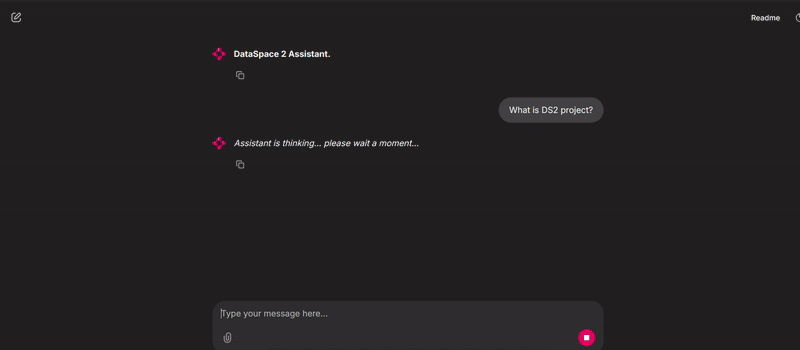 Readme
DataSpace 2 Assistant.
What is DS2 project?
Assistant is thinking... please wait a moment...
Type your message here...